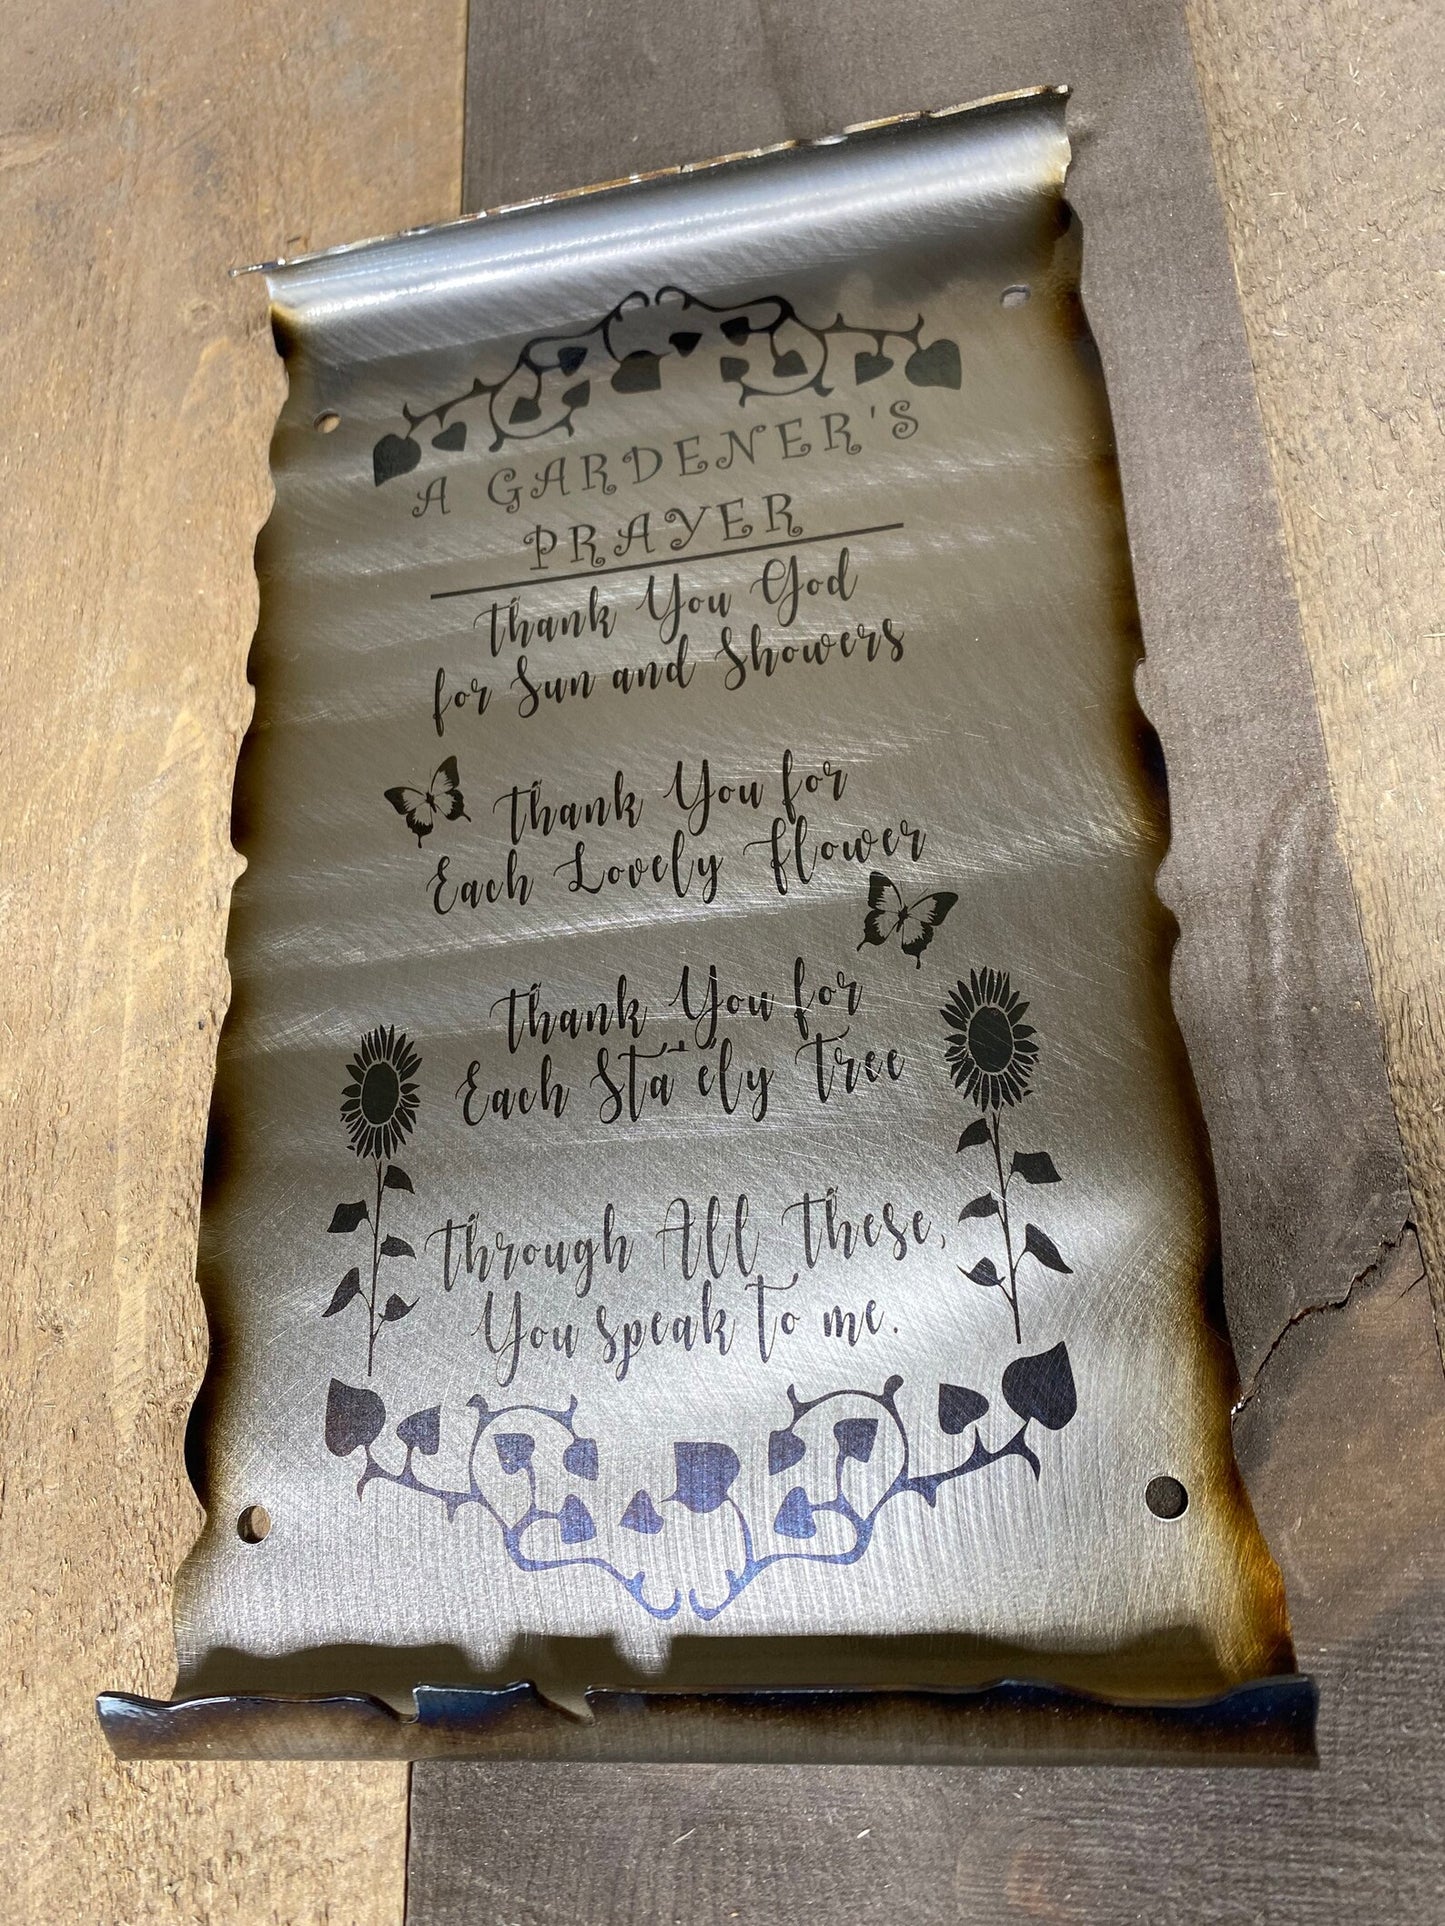 A GARDENER'S
PRAYER
Thank You God
for Sun and Showers
Thank You for
Each Lovely Flower
Thank You for
Each Stately Tree
Through All These,
You speak to me.